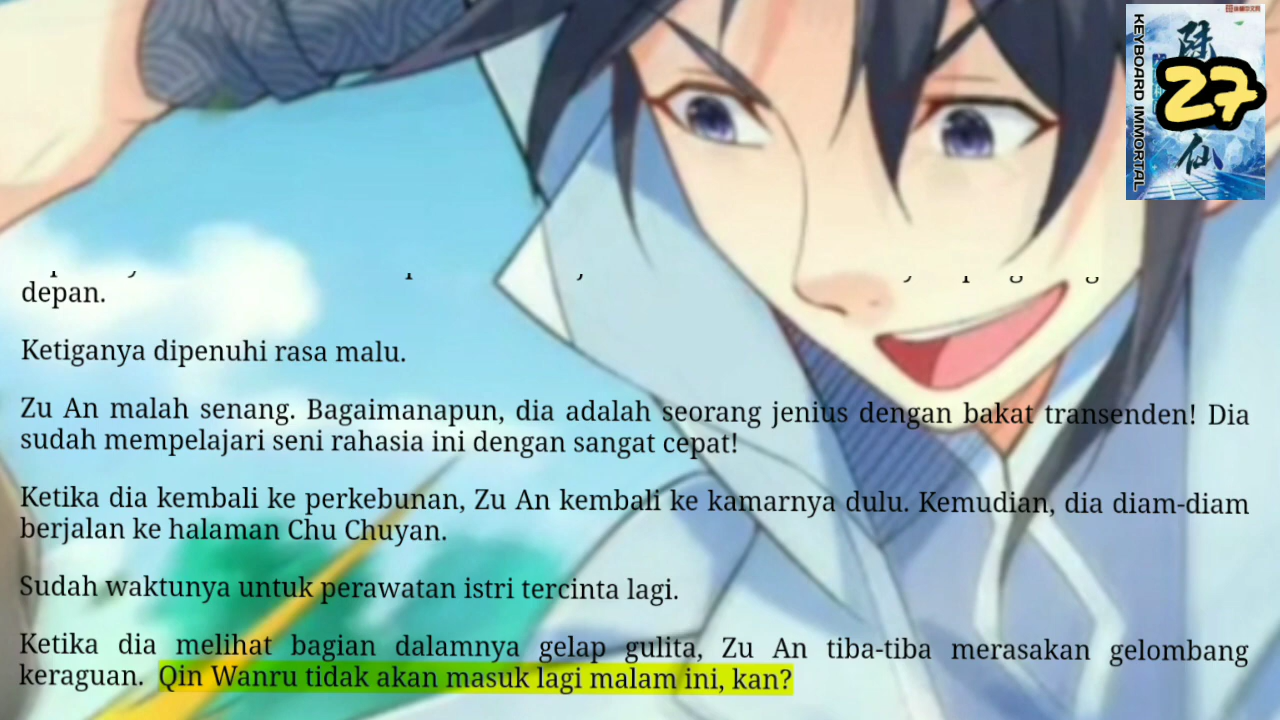 depan.
Ketiganya dipenuhi rasa malu.
Zu An malah senang. Bagaimanapun, dia adalah seorang jenius dengan bakat transenden! Dia
sudah mempelajari seni rahasia ini dengan sangat cepat!
Ketika dia kembali ke perkebunan, Zu An kembali ke kamarnya dulu. Kemudian, dia diam-diam
berjalan ke halaman Chu Chuyan.
Sudah waktunya untuk perawatan istri tercinta lagi.
Ketika dia melihat bagian dalamnya gelap gulita, Zu An tiba-tiba merasakan gelombang
keraguan. Qin Wanru tidak akan masuk lagi malam ini, kan?
KEYBOARD IMMORTAL
27
仙